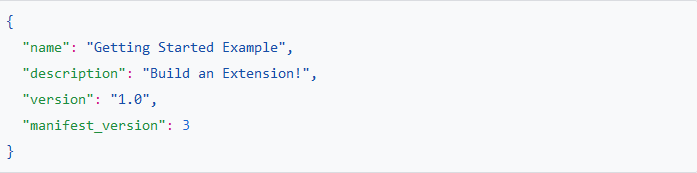 {
  "name": "Getting Started Example",
  "description": "Build an Extension!",
  "version": "1.0",
  "manifest_version": 3
}